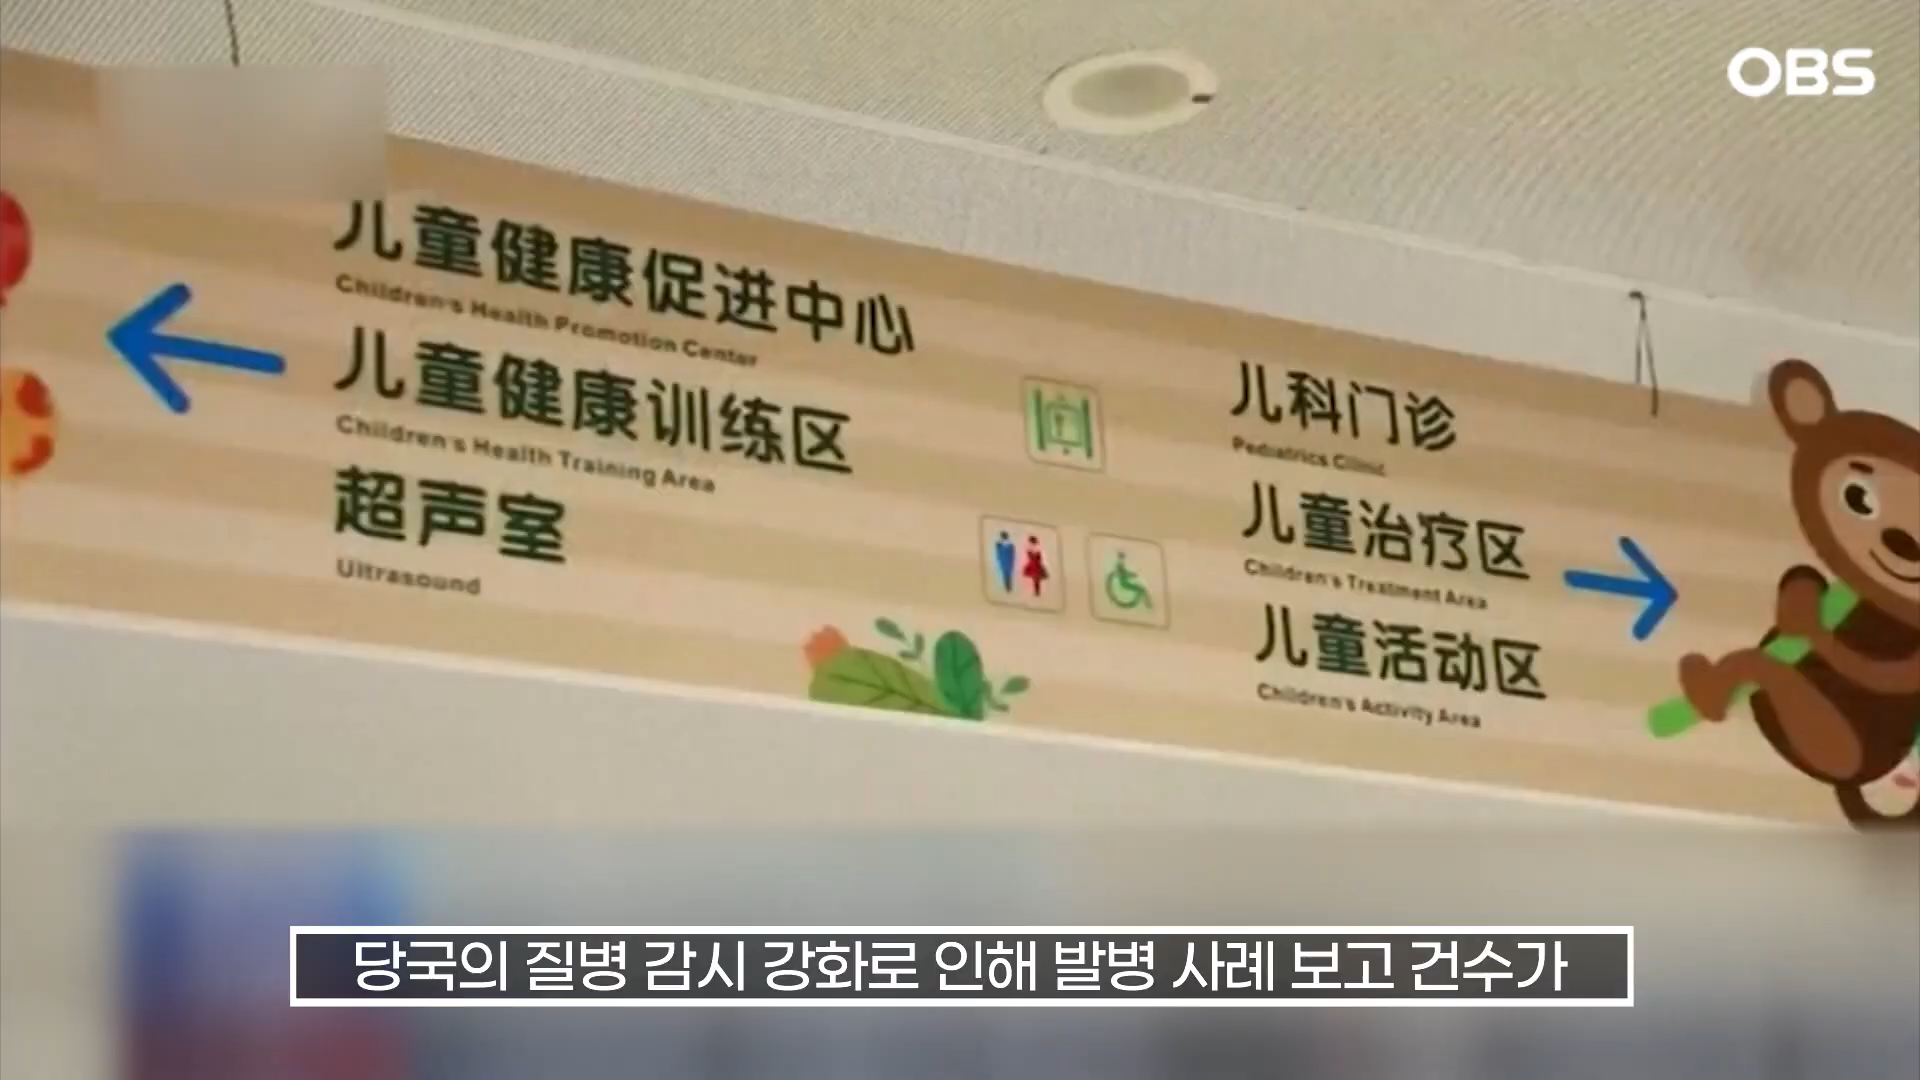 OBS
儿童健康促进中心
Children's Health Promotion Center
儿童健康训练区
Children's Health Training Area
超声室
Ultrasound
儿科门诊
Pediatrics Clinic
儿童治疗区
Children's Treatment Area
儿童活动区
Children's Activity Area
당국의 질병 감시 강화로 인해 발병 사례 보고 건수가